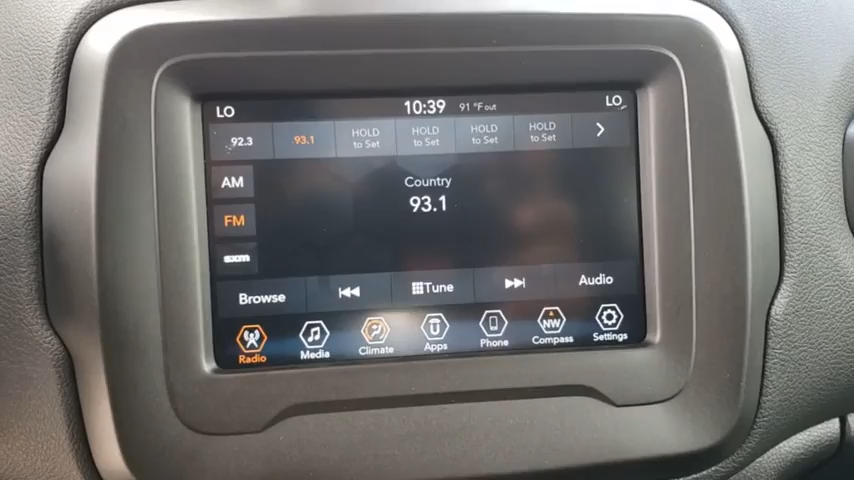 LO 10:39 91 °F out LO
92.3 93.1 HOLD to Set HOLD to Set HOLD to Set HOLD to Set
AM
Country
FM
93.1
sxm
Browse Tune Audio
Radio Media Climate Apps Phone NW Compass Settings